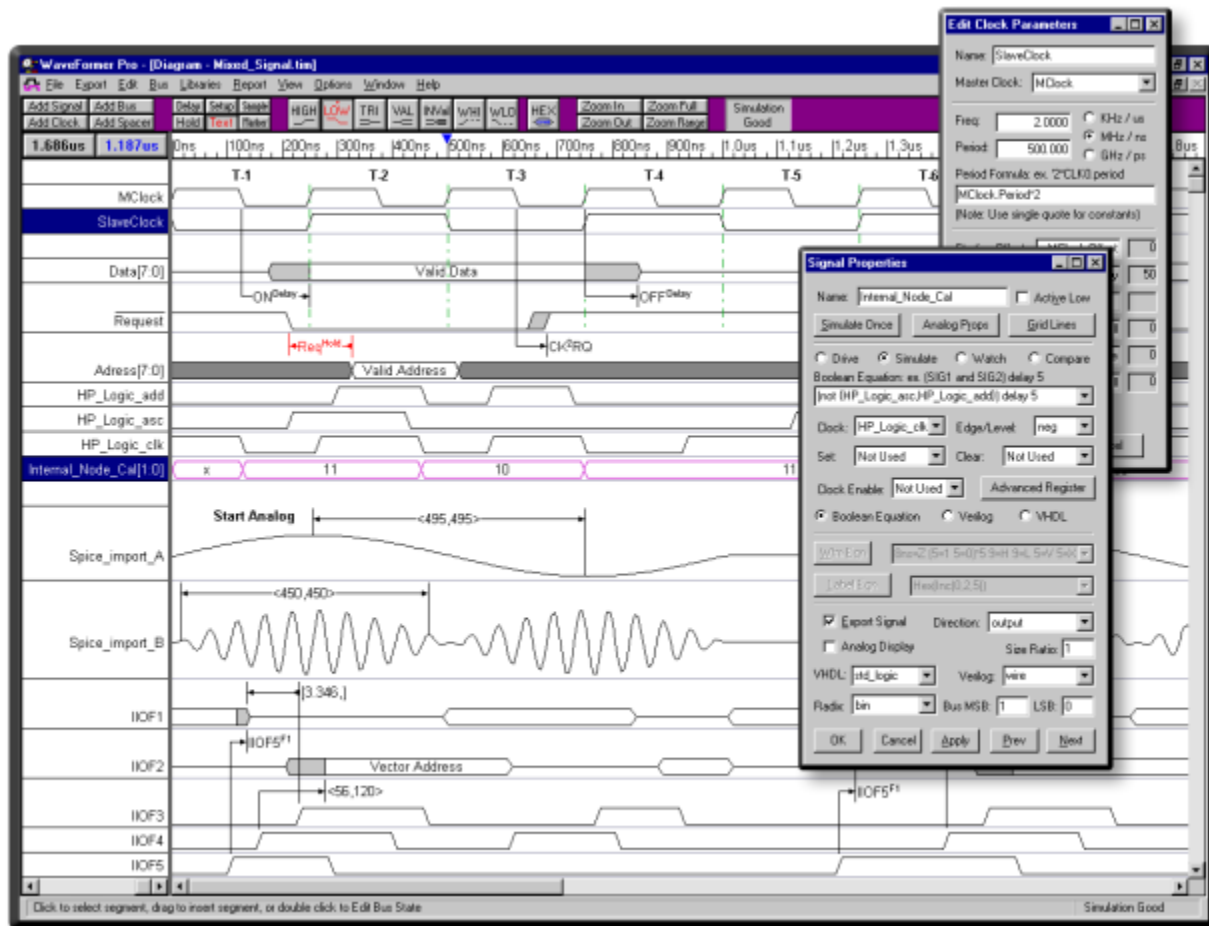 Edit Clock Parameters
Name: SlaveClock
Master Clock: MClock
Freq: 2.0000 KHz / us
MHz / ns
Period: 500.000 GHz / ps
Period Formula: ex. '2*CLK0.period
MClock.Period*2
(Note: Use single quote for constants)
0
50
0
0
0
WaveFormer Pro - [Diagram - Mixed_Signal.tim]
File Export Edit Bus Libraries Report View Options Window Help
Add Signal Add Bus Delay Setup Sample HIGH LOW TRI VAL INVal WHI WLO HEX Zoom In Zoom Full Simulation
Add Clock Add Spacer Hold Text Marker Zoom Out Zoom Range Good
1.686us 1.187us 0ns 100ns 200ns 300ns 400ns 500ns 600ns 700ns 800ns 900ns 1.0us 1.1us 1.2us 1.3us
T-1 T-2 T-3 T-4 T-5 T-6
MClock
SlaveClock
Data[7:0] Valid Data
ON Delay OFF Delay
Request
Req Hold CK²RQ
Adress[7:0] Valid Address
HP_Logic_add
HP_Logic_asc
HP_Logic_clk
Internal_Node_Cal[1:0] x 11 10 11
Start Analog <495,495>
Spice_import_A
<450,450>
Spice_import_B
[3.346,]
IIOF1
IIOF5F1
IIOF2 Vector Address
<56,120> IIOF5F1
IIOF3
IIOF4
IIOF5
Click to select segment, drag to insert segment, or double click to Edit Bus State Simulation Good
Signal Properties
Name: Internal_Node_Cal Active Low
Simulate Once Analog Props Grid Lines
Drive Simulate Watch Compare
Boolean Equation: ex. (SIG1 and SIG2) delay 5
(not (HP_Logic_asc,HP_Logic_add)) delay 5
Clock: HP_Logic_clk Edge/Level: neg
Set: Not Used Clear: Not Used
Clock Enable: Not Used Advanced Register
Boolean Equation Verilog VHDL
Wfm Eqn
Label Eqn Hex(Inc(0,2,5))
Export Signal Direction: output
Analog Display Size Ratio: 1
VHDL: std_logic Verilog: wire
Radix: bin Bus MSB: 1 LSB: 0
OK Cancel Apply Prev Next